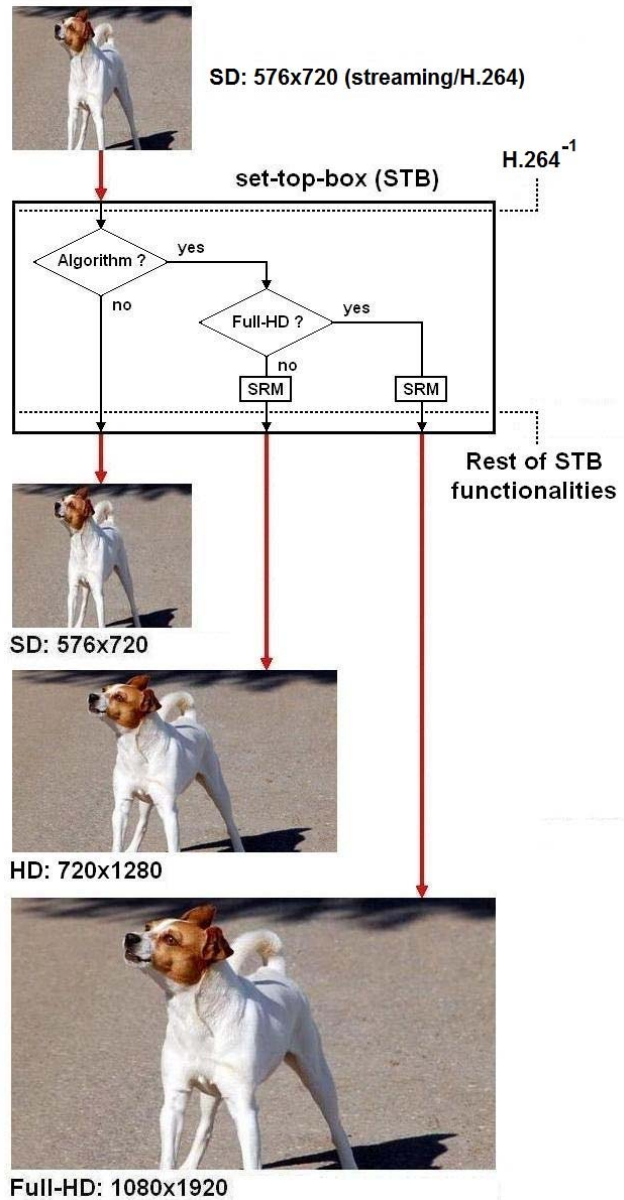 SD: 576x720 (streaming/H.264)
H.264⁻¹
set-top-box (STB)
Algorithm ?
yes
no
Full-HD ?
yes
no
SRM
SRM
Rest of STB
functionalities
SD: 576x720
HD: 720x1280
Full-HD: 1080x1920